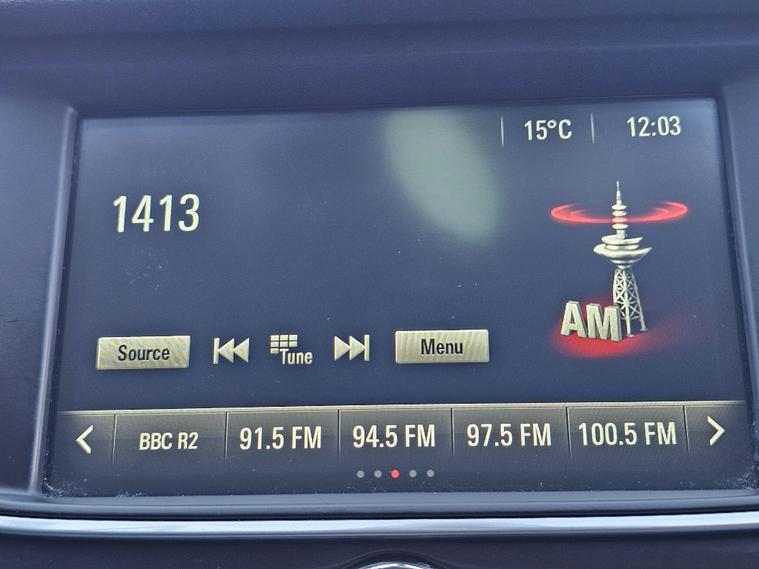 15°C 12:03
1413
AM
Source Tune Menu
BBC R2 91.5 FM 94.5 FM 97.5 FM 100.5 FM